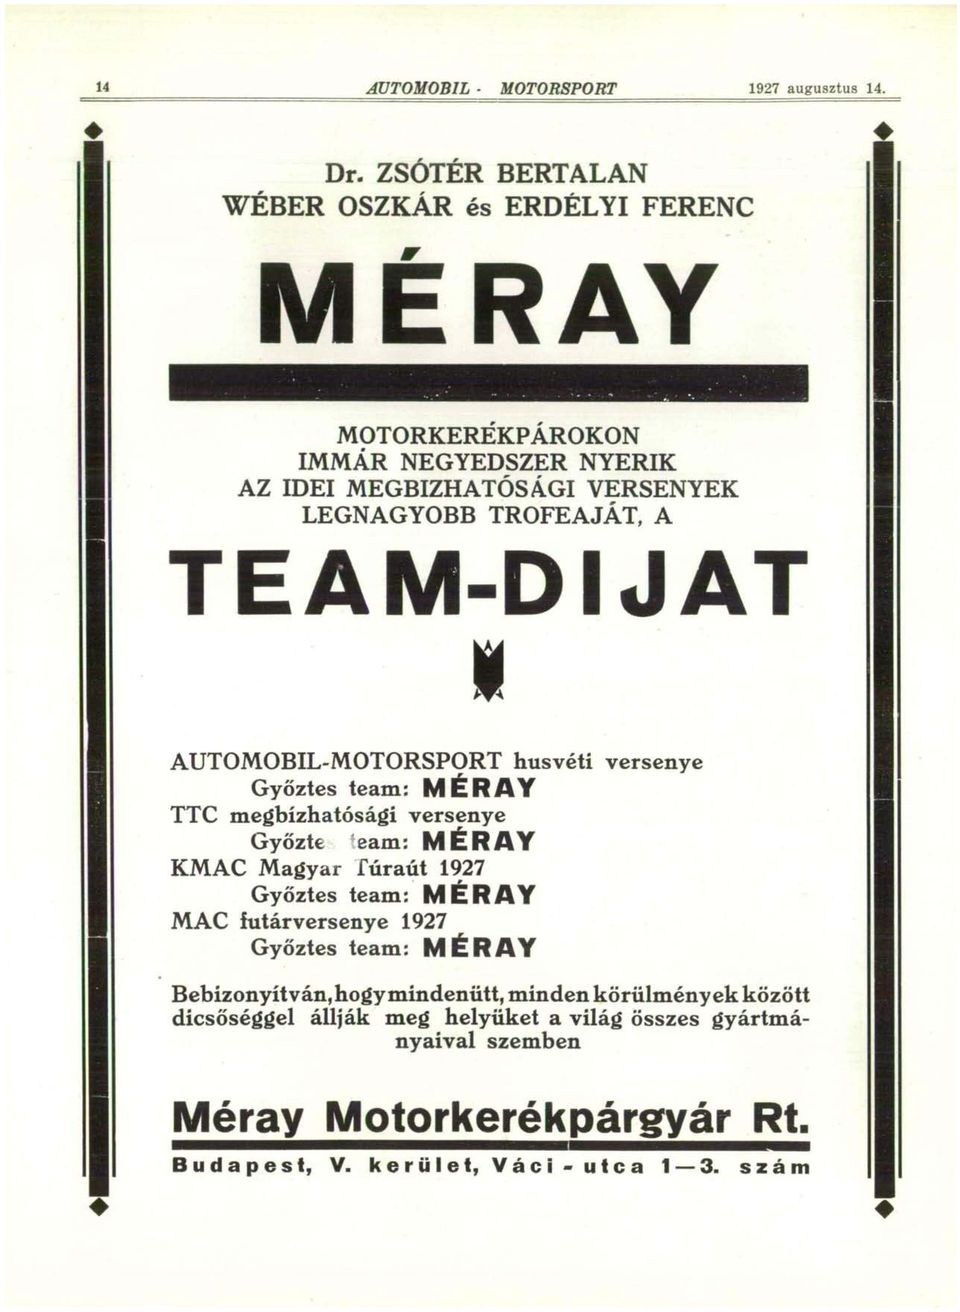 14 AUTOMOBIL - MOTORSPORT 1927 augusztus 14.
Dr. ZSÓTÉR BERTALAN
WÉBER OSZKÁR és ERDÉLYI FERENC
MÉRAY
MOTORKERÉKPÁROKON
IMMÁR NEGYEDSZER NYERIK
AZ IDEI MEGBIZHATÓSÁGI VERSENYEK
LEGNAGYOBB TROFEAJÁT, A
TEAM-DIJAT
AUTOMOBIL-MOTORSPORT husvéti versenye
Győztes team: MÉRAY
TTC megbízhatósági versenye
Győzte team: MÉRAY
KMAC Magyar Túraút 1927
Győztes team: MÉRAY
MAC futárversenye 1927
Győztes team: MÉRAY
Bebizonyítván, hogy mindenütt, minden körülmények között
dicsőséggel állják meg helyüket a világ összes gyártmá-
nyaival szemben
Méray Motorkerékpárgyár Rt.
Budapest, V. kerület, Váci - utca 1—3. szám